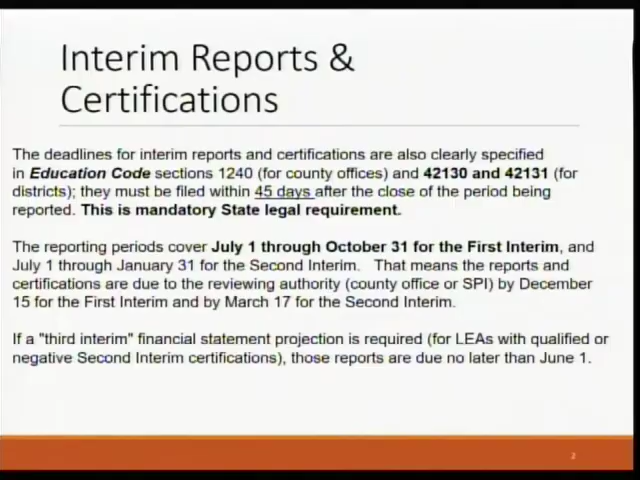 Interim Reports &
Certifications
The deadlines for interim reports and certifications are also clearly specified
in Education Code sections 1240 (for county offices) and 42130 and 42131 (for
districts); they must be filed within 45 days after the close of the period being
reported. This is mandatory State legal requirement.
The reporting periods cover July 1 through October 31 for the First Interim, and
July 1 through January 31 for the Second Interim. That means the reports and
certifications are due to the reviewing authority (county office or SPI) by December
15 for the First Interim and by March 17 for the Second Interim.
If a "third interim" financial statement projection is required (for LEAs with qualified or
negative Second Interim certifications), those reports are due no later than June 1.
2